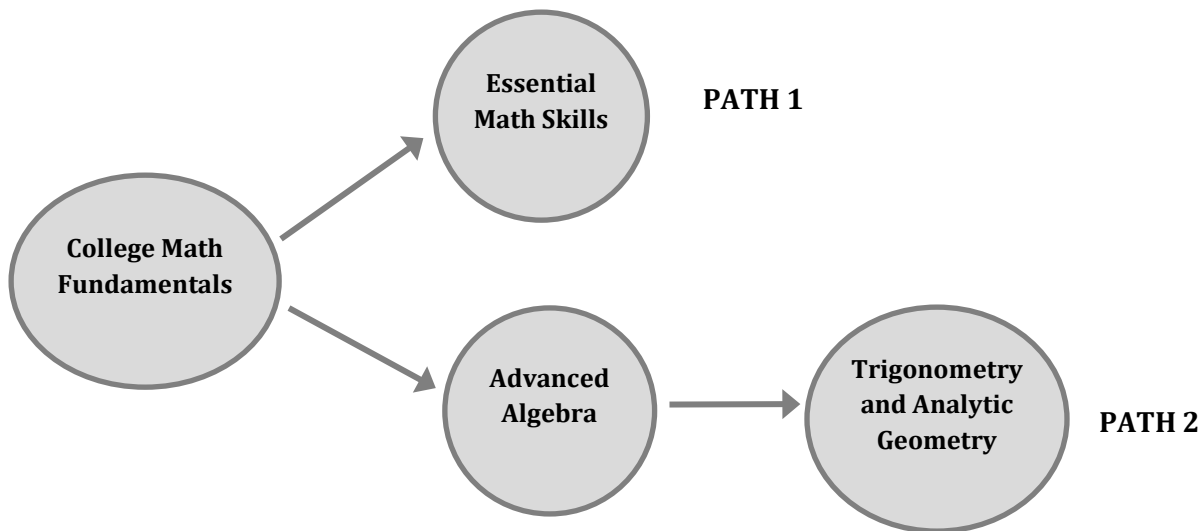 Essential
Math Skills
PATH 1
College Math
Fundamentals
Advanced
Algebra
Trigonometry
and Analytic
Geometry
PATH 2